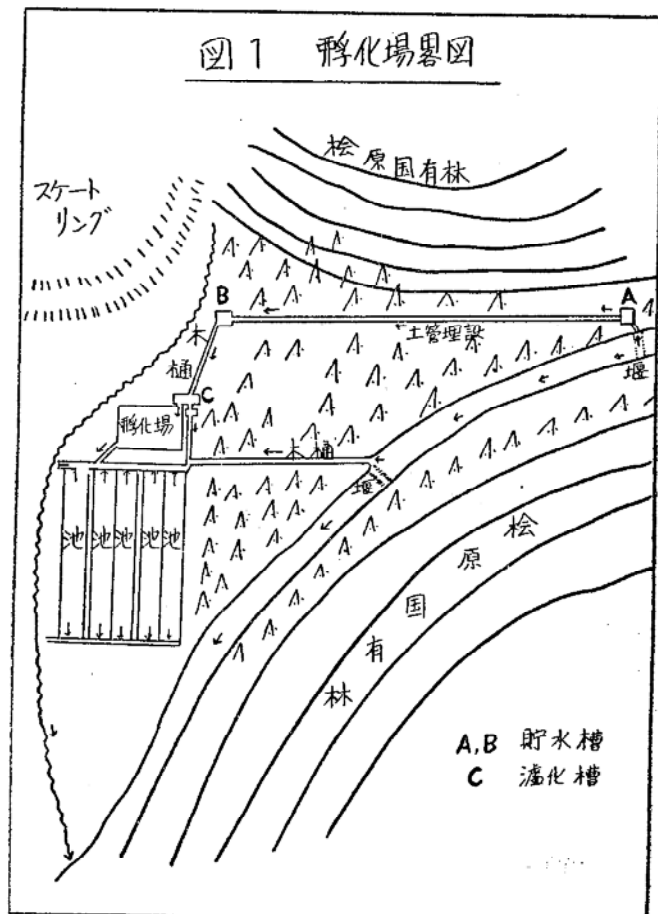 図1 孵化場畧図
桧原国有林
スケート
リンク
B
A
土管埋設
木樋
堰
C
孵化場
木樋
堰
池 池 池 池 池
桧原国有林
A,B 貯水槽
C 濾化槽